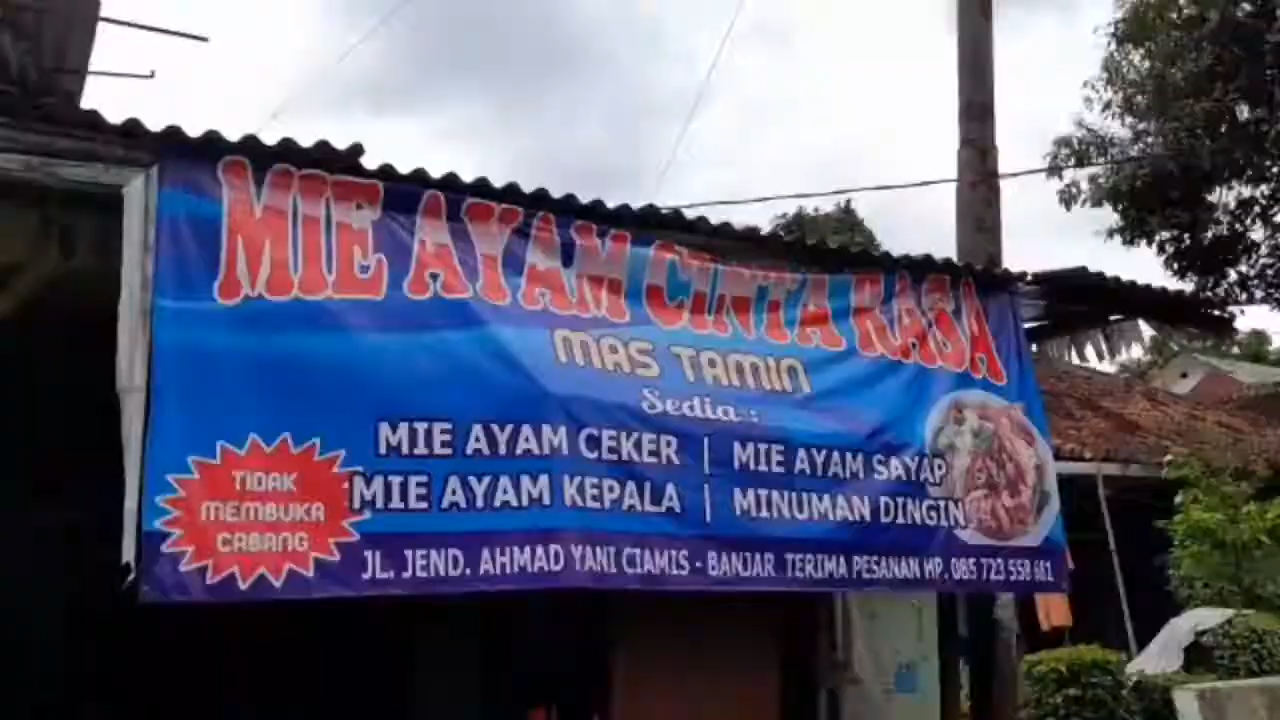 MIE AYAM CINTA RASA
MAS TAMIN
Sedia :
MIE AYAM CEKER | MIE AYAM SAYAP
MIE AYAM KEPALA | MINUMAN DINGIN
TIDAK
MEMBUKA
CABANG
JL. JEND. AHMAD YANI CIAMIS - BANJAR TERIMA PESANAN HP. 085 723 558